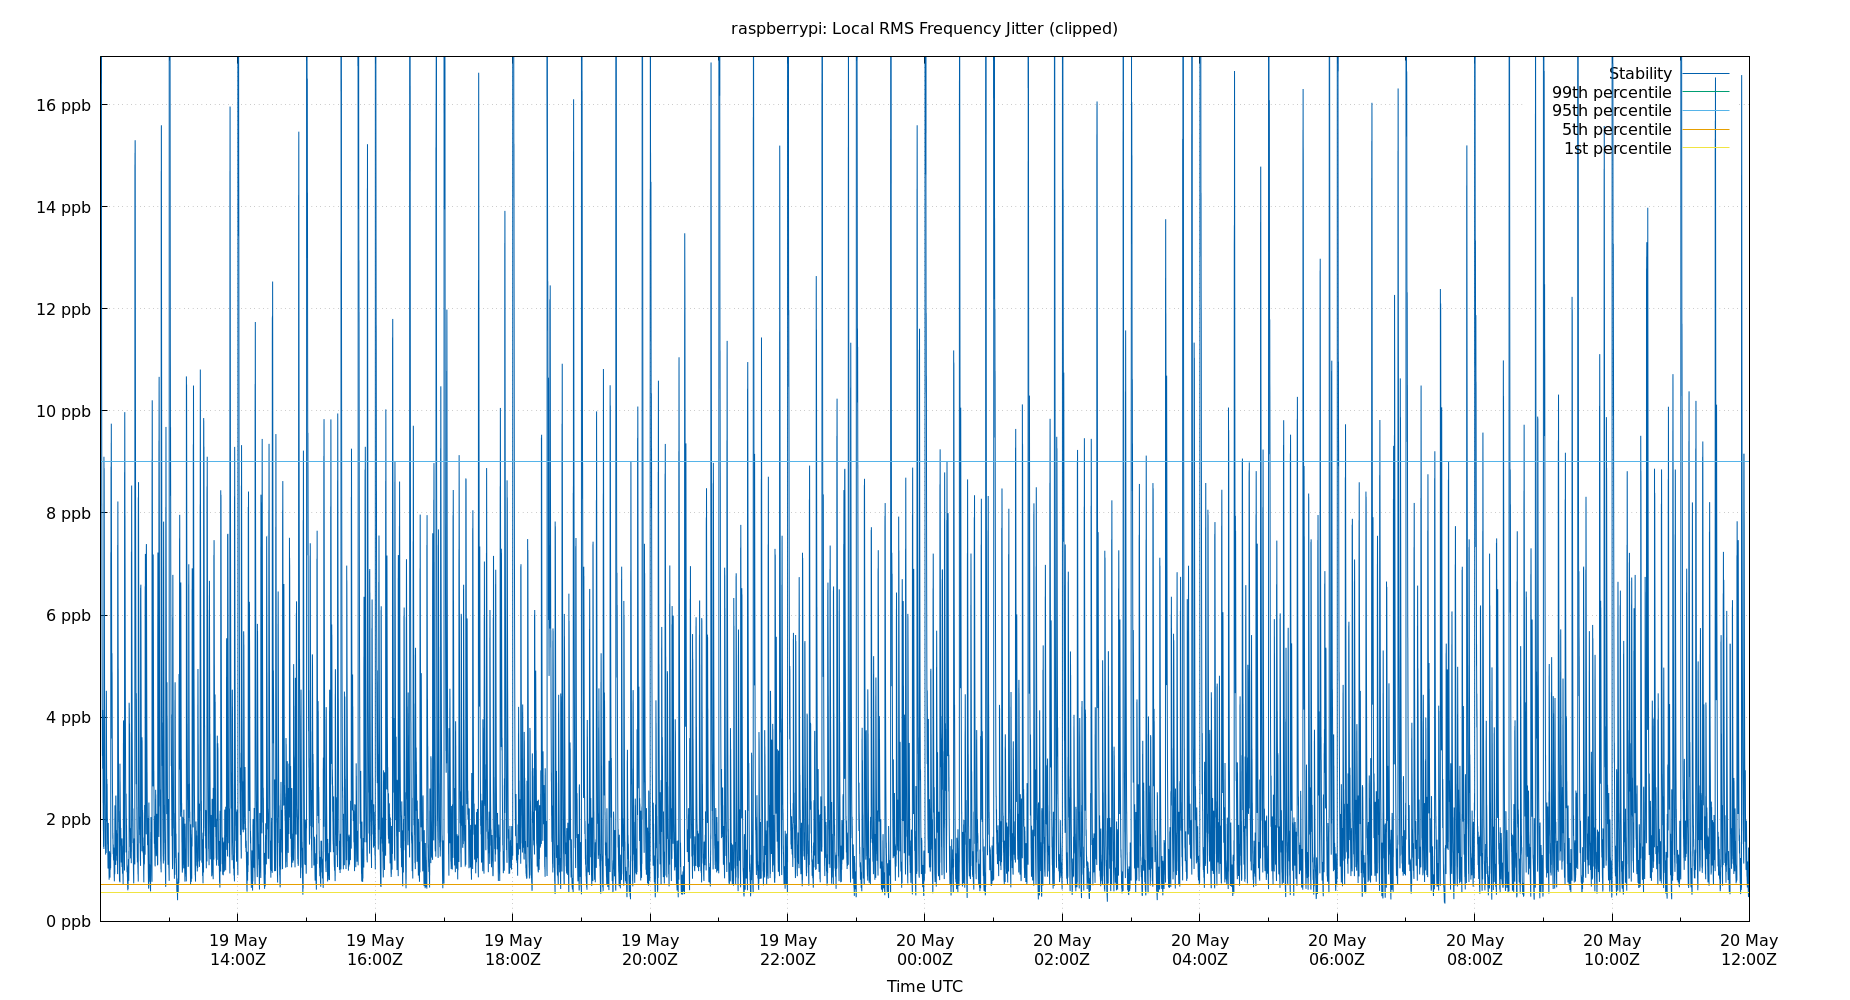 raspberrypi: Local RMS Frequency Jitter (clipped)
Stability
99th percentile
95th percentile
5th percentile
1st percentile
16 ppb
14 ppb
12 ppb
10 ppb
8 ppb
6 ppb
4 ppb
2 ppb
0 ppb
19 May 19 May 19 May 19 May 19 May 20 May 20 May 20 May 20 May 20 May 20 May 20 May
14:00Z 16:00Z 18:00Z 20:00Z 22:00Z 00:00Z 02:00Z 04:00Z 06:00Z 08:00Z 10:00Z 12:00Z
Time UTC